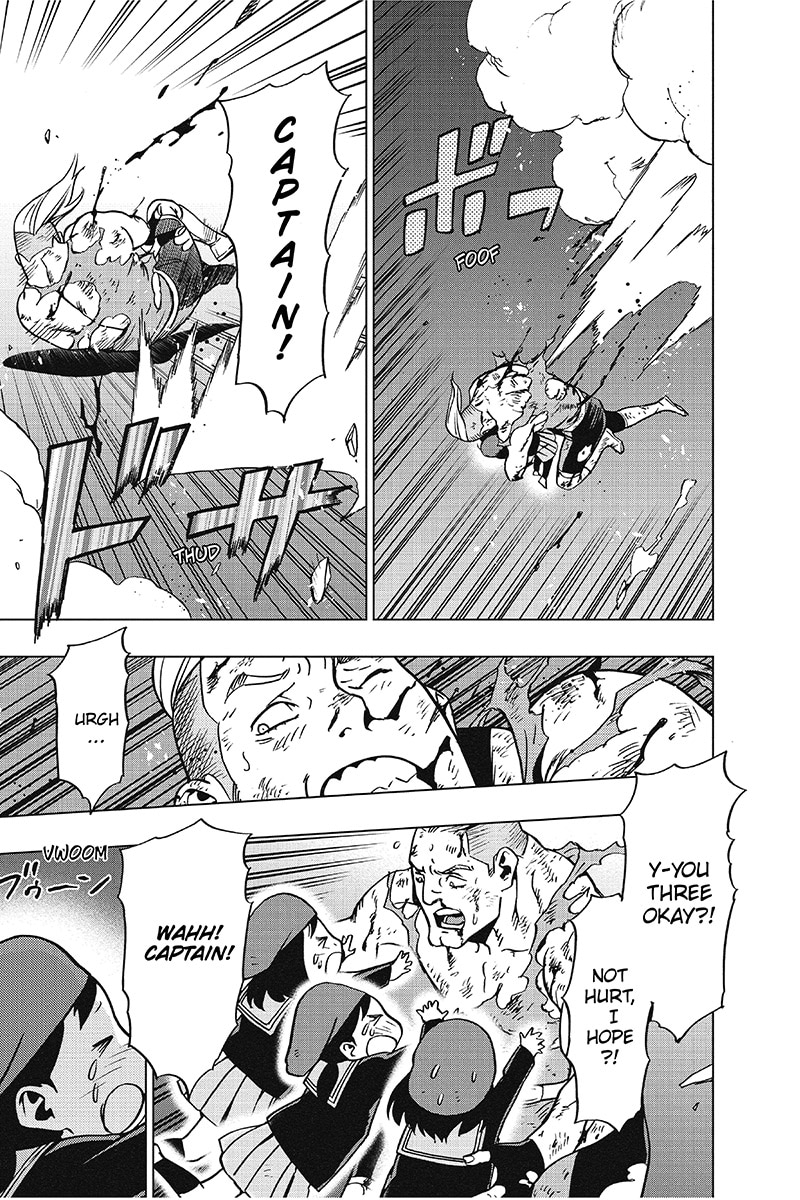 ボッ
FOOF
CAPTAIN!
ドサ
THUD
URGH
...
Y-YOU
THREE
OKAY?!
NOT
HURT,
I
HOPE
?!
WAHH!
CAPTAIN!
VWOOM
ブゥーン